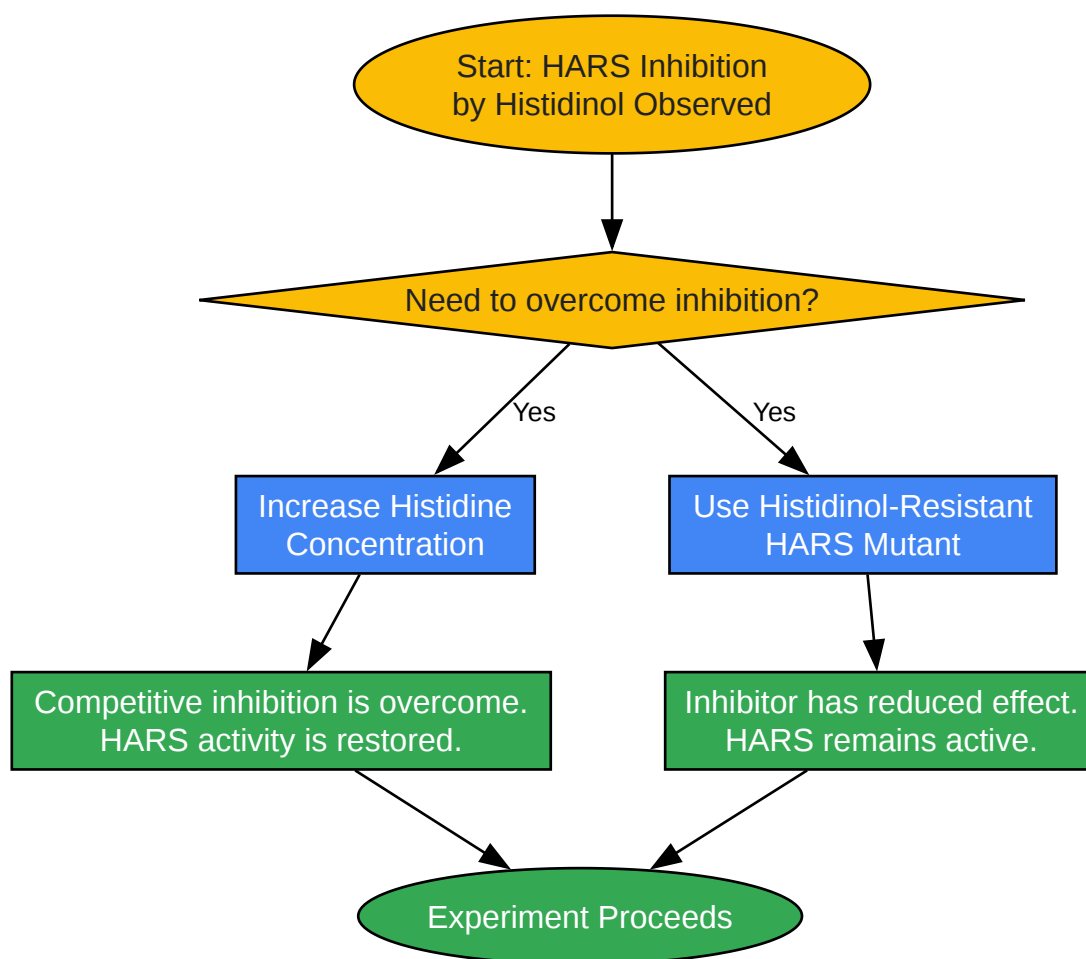 Start: HARS Inhibition
by Histidinol Observed
Need to overcome inhibition?
Yes
Yes
Increase Histidine
Concentration
Use Histidinol-Resistant
HARS Mutant
Competitive inhibition is overcome.
HARS activity is restored.
Inhibitor has reduced effect.
HARS remains active.
Experiment Proceeds